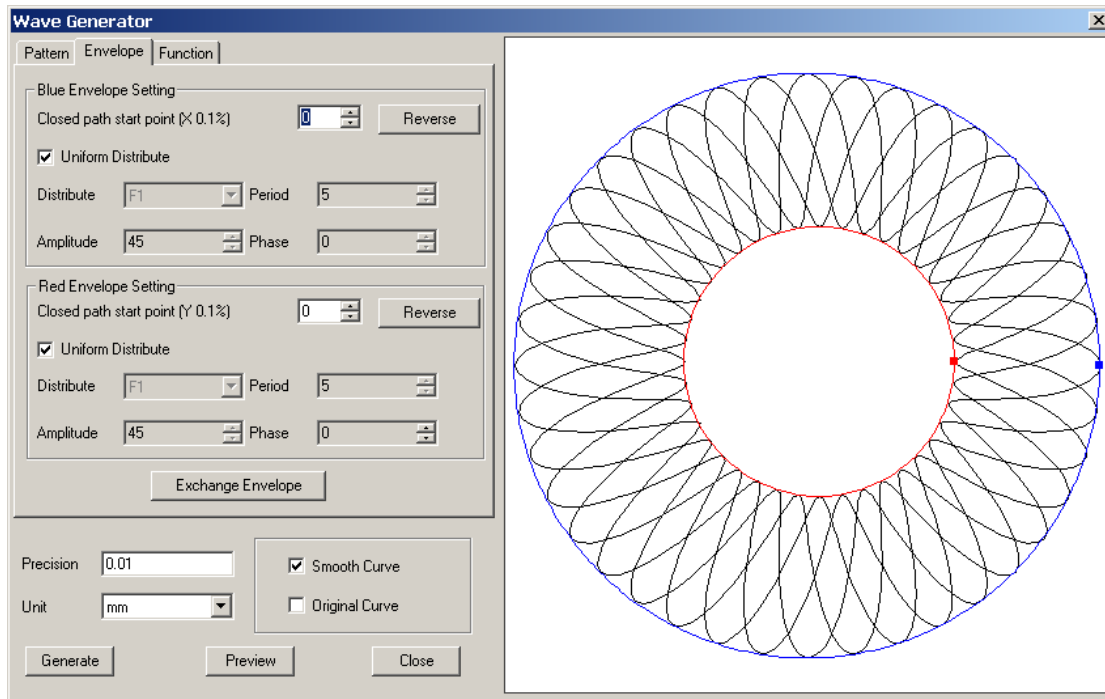 Wave Generator
Pattern Envelope Function
Blue Envelope Setting
Closed path start point (X 0.1%) 0 Reverse
Uniform Distribute
Distribute F1 Period 5
Amplitude 45 Phase 0
Red Envelope Setting
Closed path start point (Y 0.1%) 0 Reverse
Uniform Distribute
Distribute F1 Period 5
Amplitude 45 Phase 0
Exchange Envelope
Precision 0.01 Smooth Curve
Unit mm Original Curve
Generate Preview Close